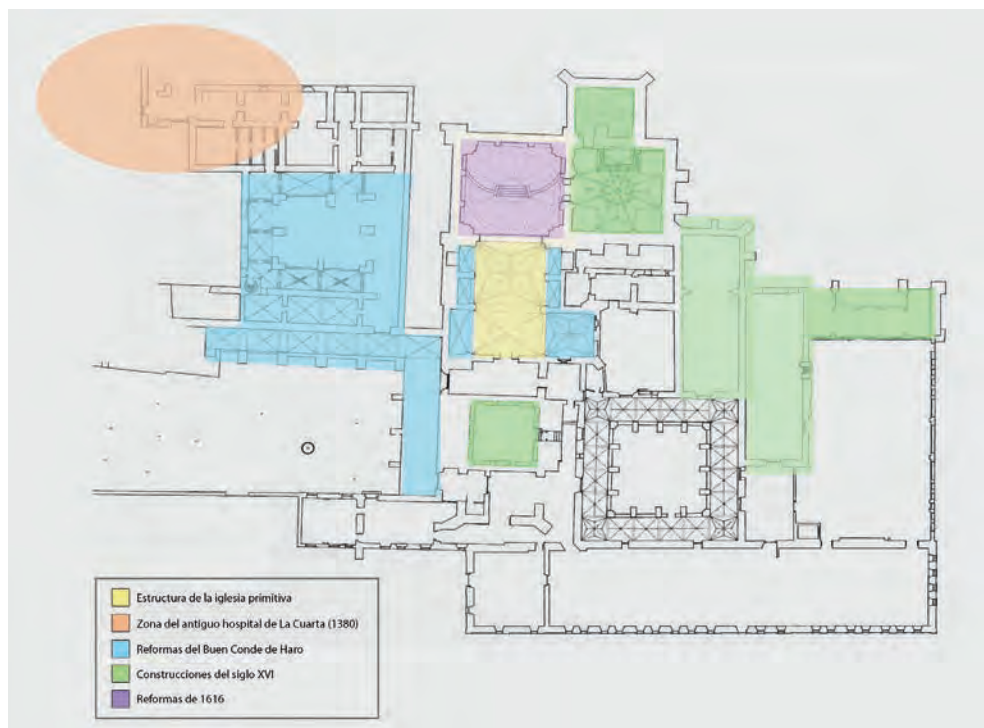 Estructura de la iglesia primitiva
Zona del antiguo hospital de La Cuarta (1380)
Reformas del Buen Conde de Haro
Construcciones del siglo XVI
Reformas de 1616